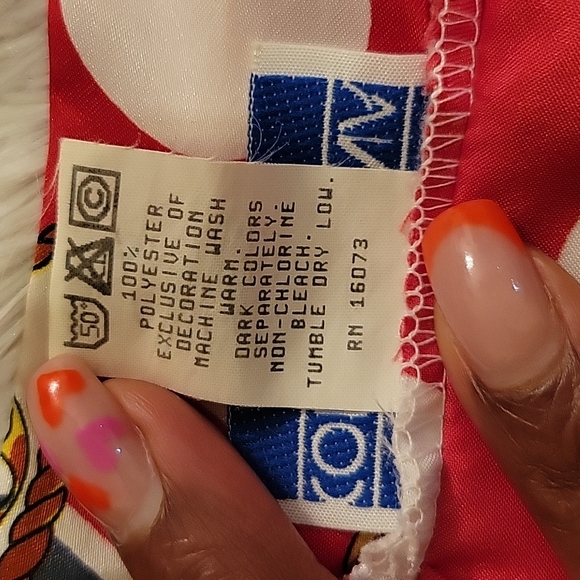 100%
POLYESTER
EXCLUSIVE OF
DECORATION
MACHINE WASH
WARM.
DARK COLORS
SEPARATELY.
NON-CHLORINE
BLEACH.
TUMBLE DRY LOW.
RN 16073
50°
C